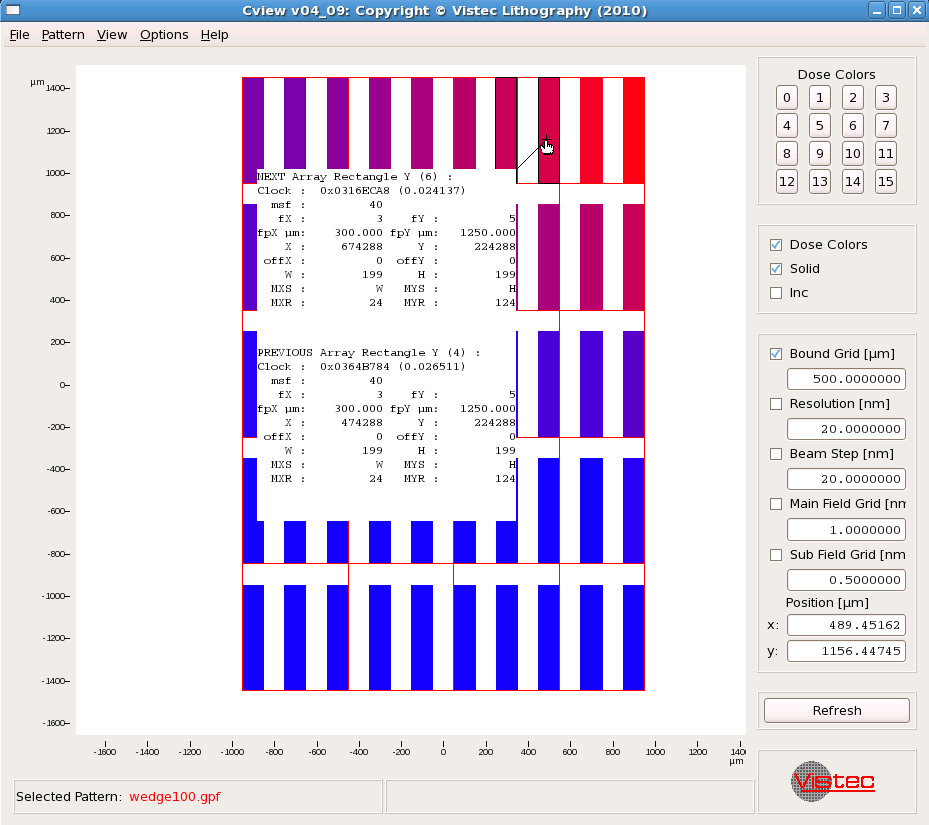 Cview v04_09: Copyright © Vistec Lithography (2010)
File Pattern View Options Help
µm
1400
1200
1000
800
600
400
200
0
-200
-400
-600
-800
-1000
-1200
-1400
-1600
NEXT Array Rectangle Y (6) :
Clock : 0x0316ECA8 (0.024137)
msf : 40
fX : 3 fY : 5
fpX µm: 300.000 fpY µm: 1250.000
X : 674288 Y : 224288
offX : 0 offY : 0
W : 199 H : 199
MXS : W MYS : H
MXR : 24 MYR : 124
PREVIOUS Array Rectangle Y (4) :
Clock : 0x0364B784 (0.026511)
msf : 40
fX : 3 fY : 5
fpX µm: 300.000 fpY µm: 1250.000
X : 474288 Y : 224288
offX : 0 offY : 0
W : 199 H : 199
MXS : W MYS : H
MXR : 24 MYR : 124
-1600 -1400 -1200 -1000 -800 -600 -400 -200 0 200 400 600 800 1000 1200 140
µm
Dose Colors
0 1 2 3
4 5 6 7
8 9 10 11
12 13 14 15
Dose Colors
Solid
Inc
Bound Grid [µm]
500.0000000
Resolution [nm]
20.0000000
Beam Step [nm]
20.0000000
Main Field Grid [nm
1.0000000
Sub Field Grid [nm
0.5000000
Position [µm]
x: 489.45162
y: 1156.44745
Refresh
Vistec
Selected Pattern: wedge100.gpf